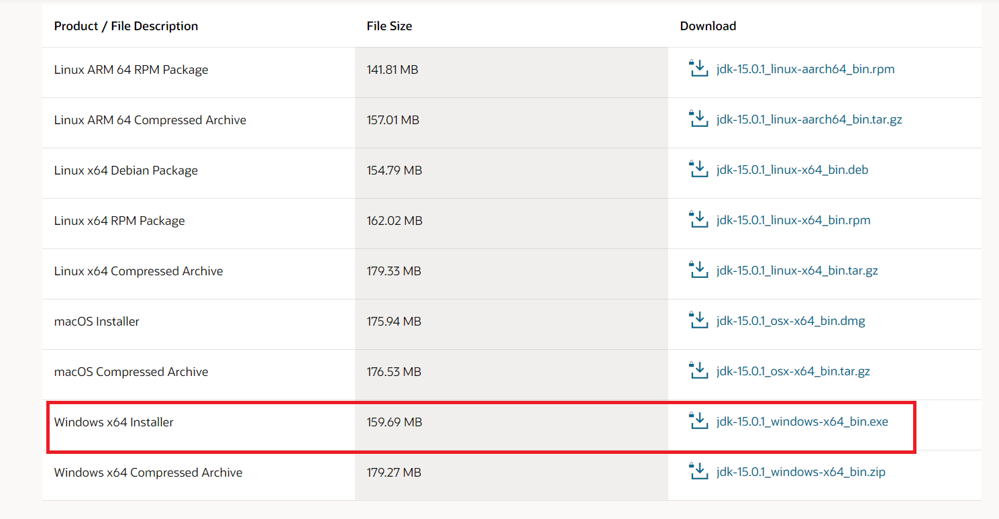 Product / File Description File Size Download
Linux ARM 64 RPM Package 141.81 MB jdk-15.0.1_linux-aarch64_bin.rpm
Linux ARM 64 Compressed Archive 157.01 MB jdk-15.0.1_linux-aarch64_bin.tar.gz
Linux x64 Debian Package 154.79 MB jdk-15.0.1_linux-x64_bin.deb
Linux x64 RPM Package 162.02 MB jdk-15.0.1_linux-x64_bin.rpm
Linux x64 Compressed Archive 179.33 MB jdk-15.0.1_linux-x64_bin.tar.gz
macOS Installer 175.94 MB jdk-15.0.1_osx-x64_bin.dmg
macOS Compressed Archive 176.53 MB jdk-15.0.1_osx-x64_bin.tar.gz
Windows x64 Installer 159.69 MB jdk-15.0.1_windows-x64_bin.exe
Windows x64 Compressed Archive 179.27 MB jdk-15.0.1_windows-x64_bin.zip